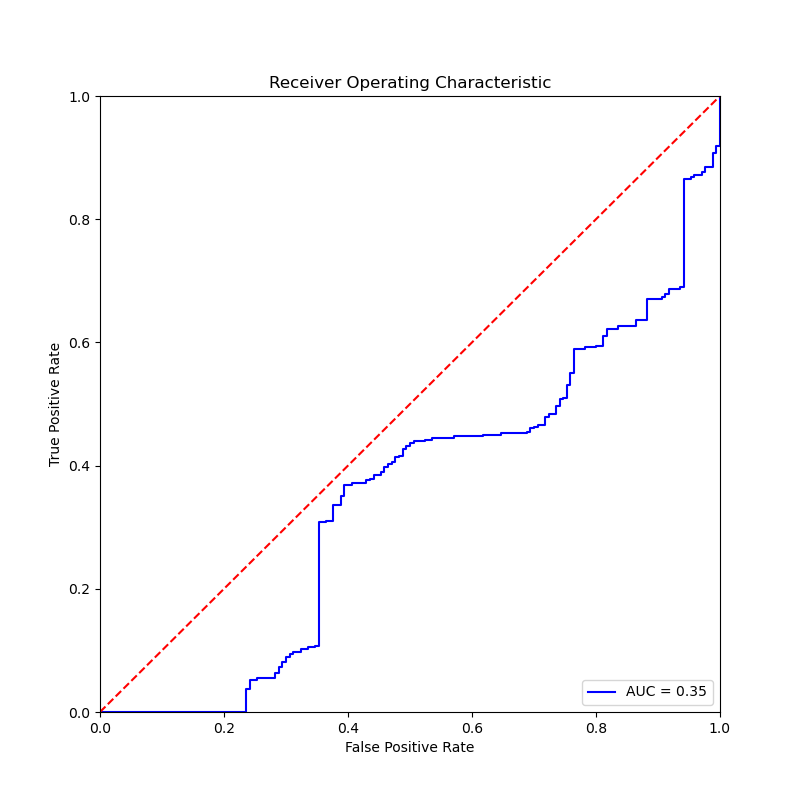 Receiver Operating Characteristic
True Positive Rate
1.0
0.8
0.6
0.4
0.2
0.0
AUC = 0.35
0.0 0.2 0.4 0.6 0.8 1.0
False Positive Rate